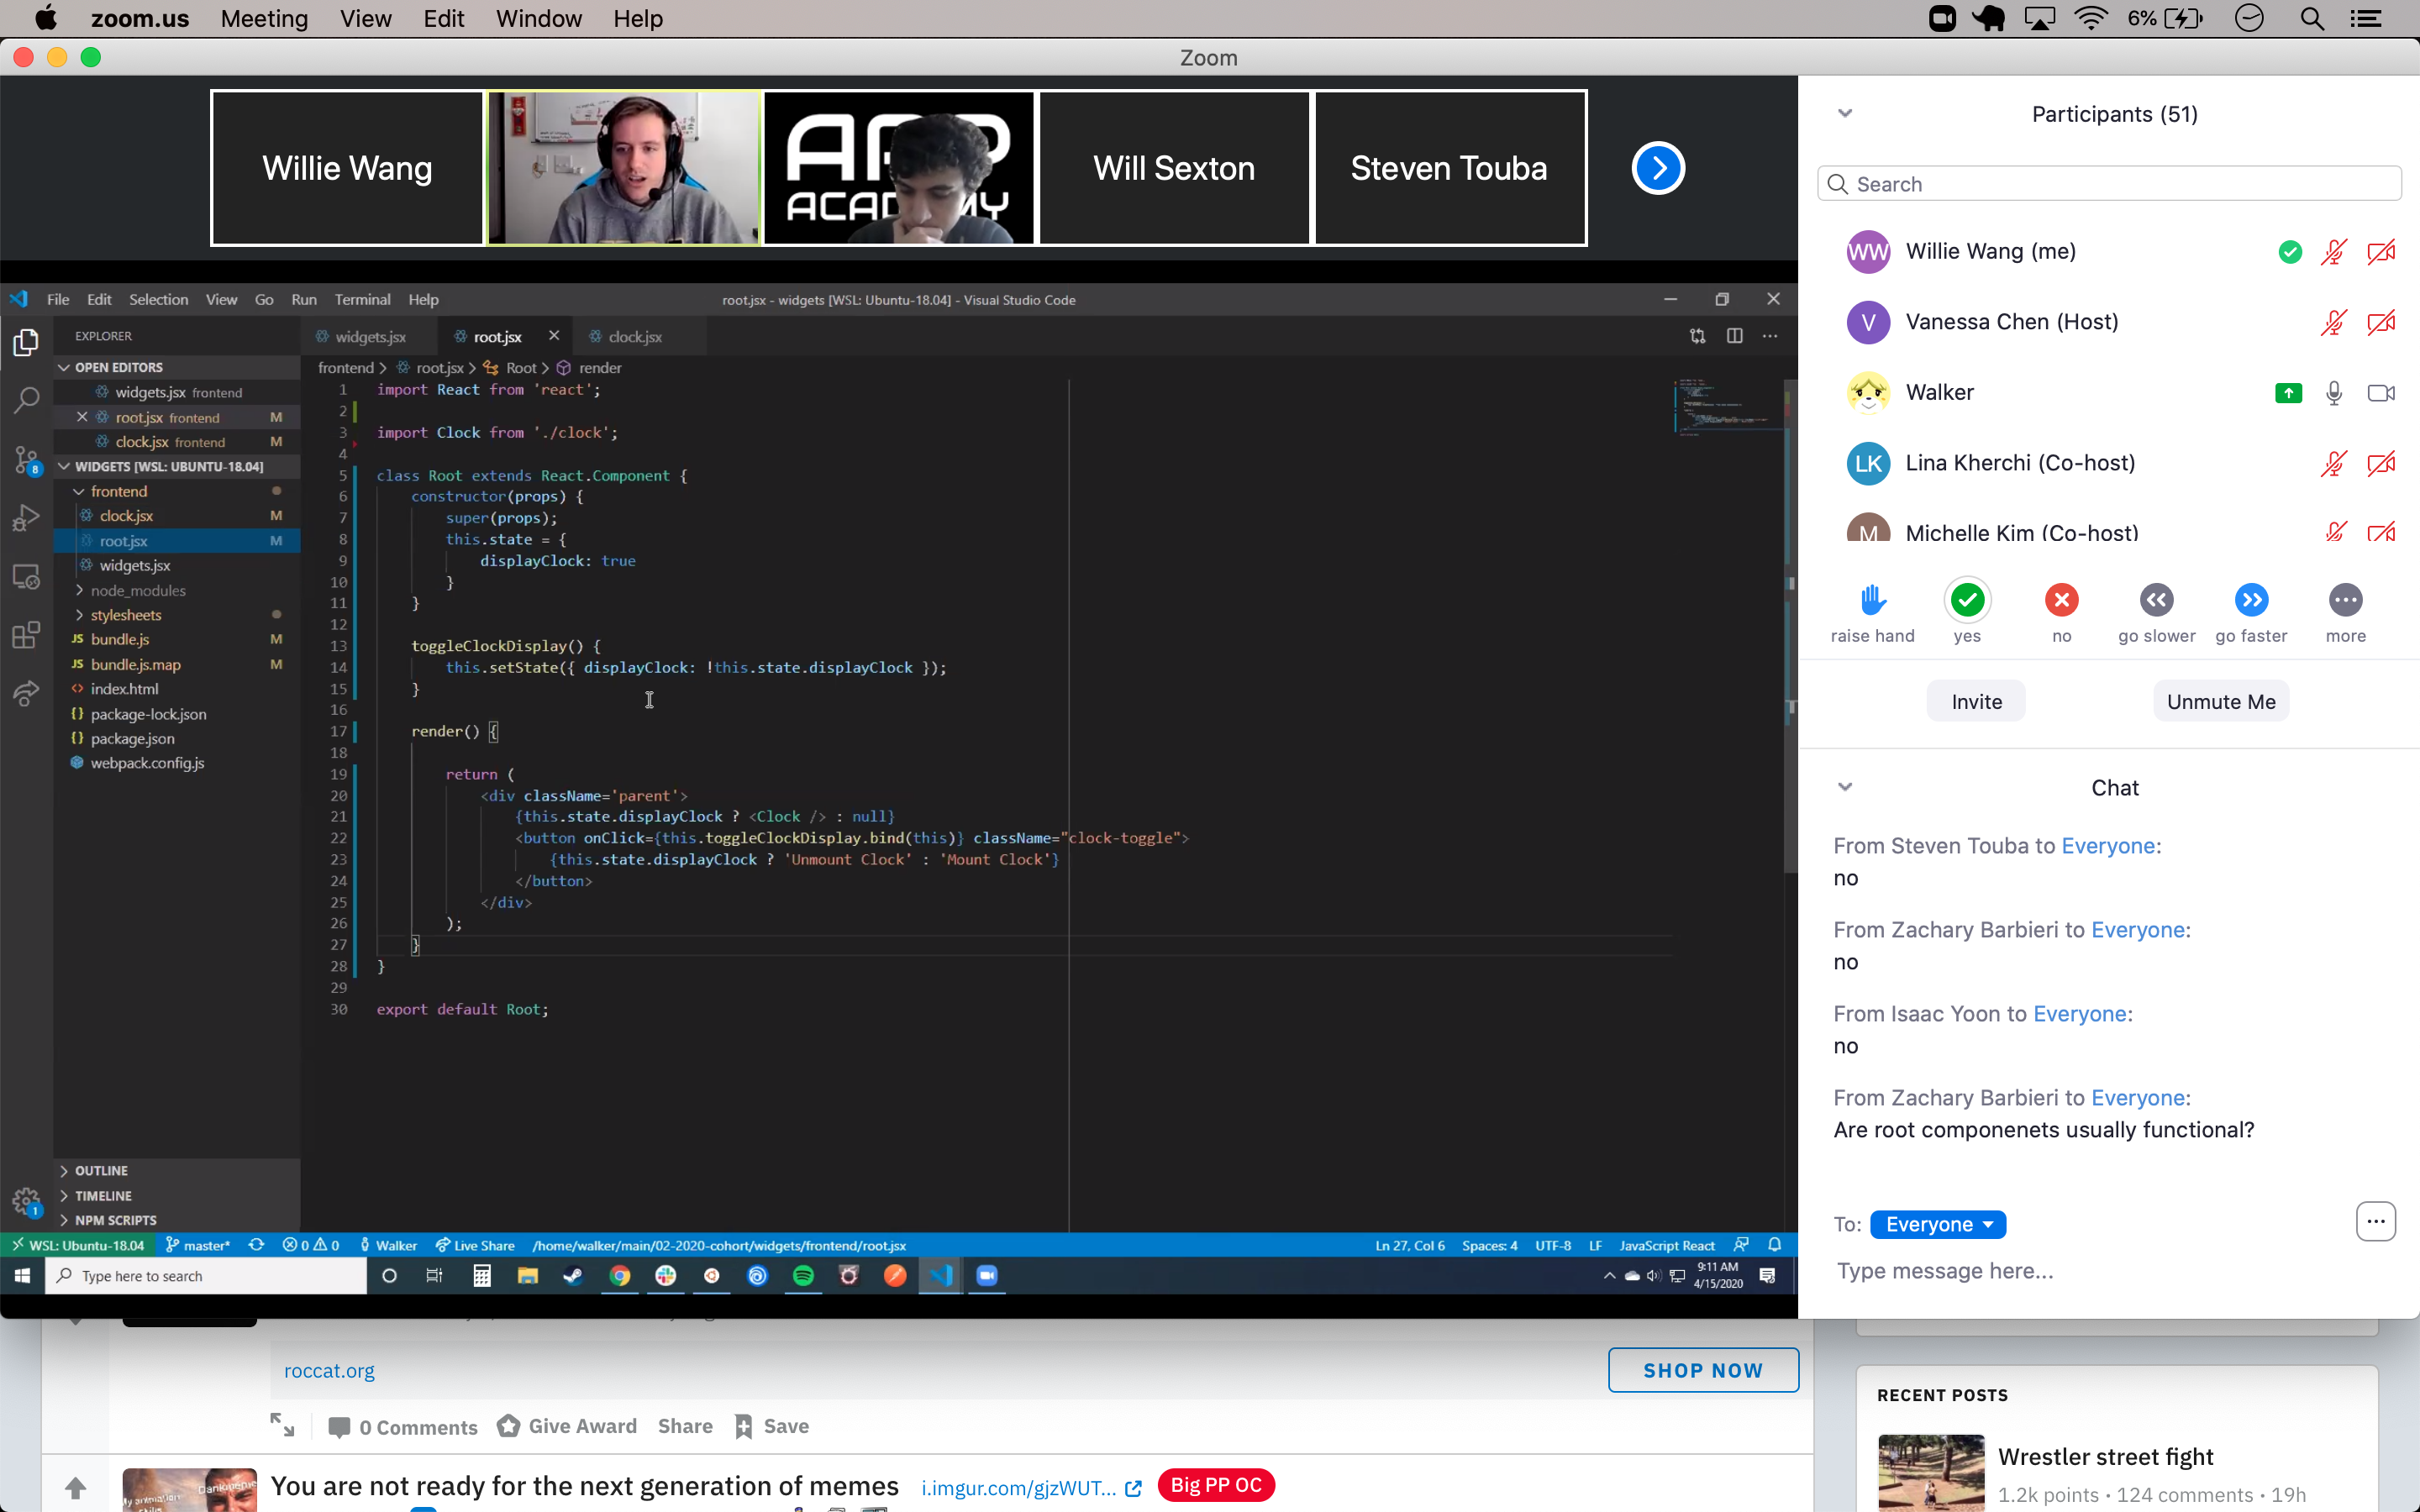 zoom.us Meeting View Edit Window Help
6%
Zoom
Willie Wang
APP
ACADEMY
Will Sexton
Steven Touba
Participants (51)
Search
WW Willie Wang (me)
V Vanessa Chen (Host)
Walker
LK Lina Kherchi (Co-host)
M Michelle Kim (Co-host)
raise hand yes no go slower go faster more
Invite Unmute Me
Chat
From Steven Touba to Everyone:
no
From Zachary Barbieri to Everyone:
no
From Isaac Yoon to Everyone:
no
From Zachary Barbieri to Everyone:
Are root componenets usually functional?
To: Everyone
Type message here...
File Edit Selection View Go Run Terminal Help
root.jsx - widgets [WSL: Ubuntu-18.04] - Visual Studio Code
EXPLORER
OPEN EDITORS
widgets.jsx frontend
root.jsx frontend M
clock.jsx frontend M
WIDGETS [WSL: UBUNTU-18.04]
frontend
clock.jsx M
root.jsx M
widgets.jsx
node_modules
stylesheets
JS bundle.js M
JS bundle.js.map M
<> index.html
{} package-lock.json
{} package.json
webpack.config.js
OUTLINE
TIMELINE
NPM SCRIPTS
8
1
widgets.jsx root.jsx clock.jsx
frontend > root.jsx > Root > render
1 import React from 'react';
2
3 import Clock from './clock';
4
5 class Root extends React.Component {
6 constructor(props) {
7 super(props);
8 this.state = {
9 displayClock: true
10 }
11 }
12
13 toggleClockDisplay() {
14 this.setState({ displayClock: !this.state.displayClock });
15 }
16
17 render() {
18
19 return (
20 <div className='parent'>
21 {this.state.displayClock ? <Clock /> : null}
22 <button onClick={this.toggleClockDisplay.bind(this)} className="clock-toggle">
23 {this.state.displayClock ? 'Unmount Clock' : 'Mount Clock'}
24 </button>
25 </div>
26 );
27 }
28 }
29
30 export default Root;
WSL: Ubuntu-18.04 master* 0 0 Walker Live Share /home/walker/main/02-2020-cohort/widgets/frontend/root.jsx Ln 27, Col 6 Spaces: 4 UTF-8 LF JavaScript React
Type here to search
9:11 AM
4/15/2020
roccat.org
SHOP NOW
0 Comments Give Award Share Save
You are not ready for the next generation of memes i.imgur.com/gjzWUT... Big PP OC
RECENT POSTS
Wrestler street fight
1.2k points • 124 comments • 19h